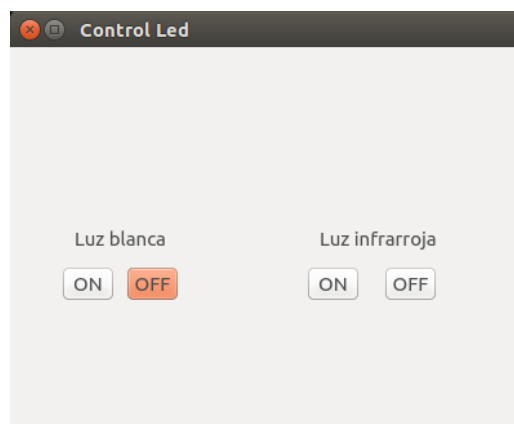 Control Led
Luz blanca
Luz infrarroja
ON
OFF
ON
OFF